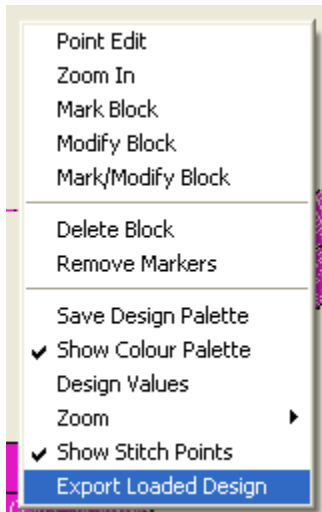 Point Edit
Zoom In
Mark Block
Modify Block
Mark/Modify Block
Delete Block
Remove Markers
Save Design Palette
Show Colour Palette
Design Values
Zoom
Show Stitch Points
Export Loaded Design